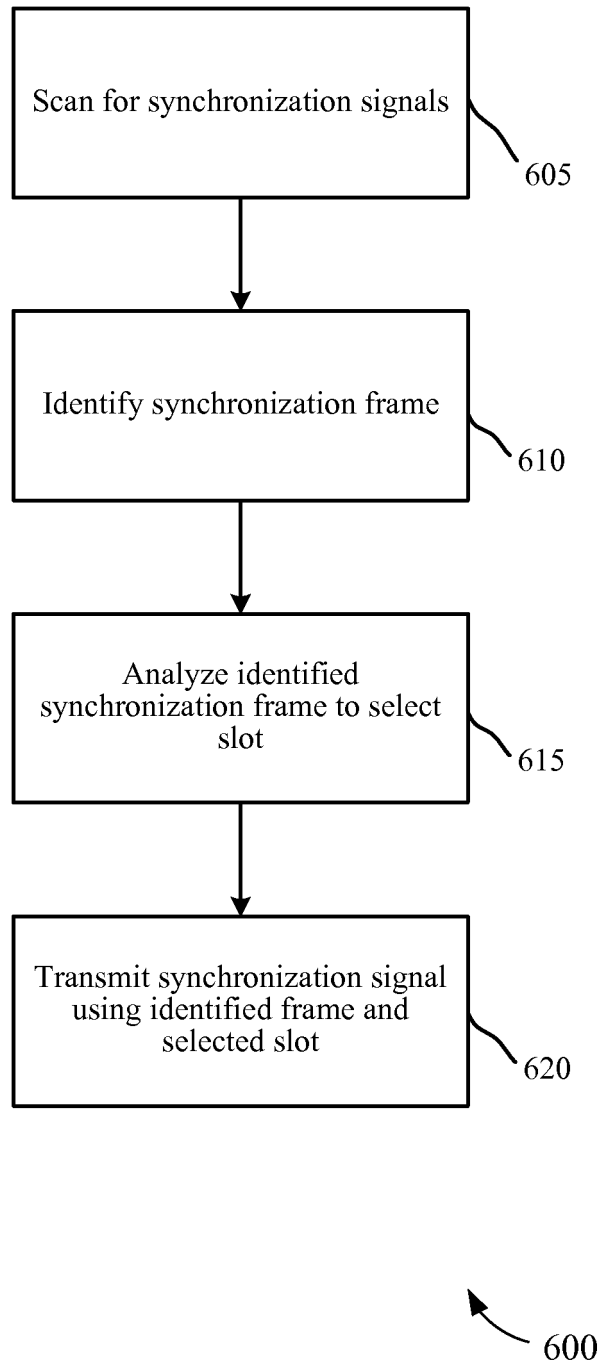 Scan for synchronization signals
605
Identify synchronization frame
610
Analyze identified
synchronization frame to select
slot
615
Transmit synchronization signal
using identified frame and
selected slot
620
600